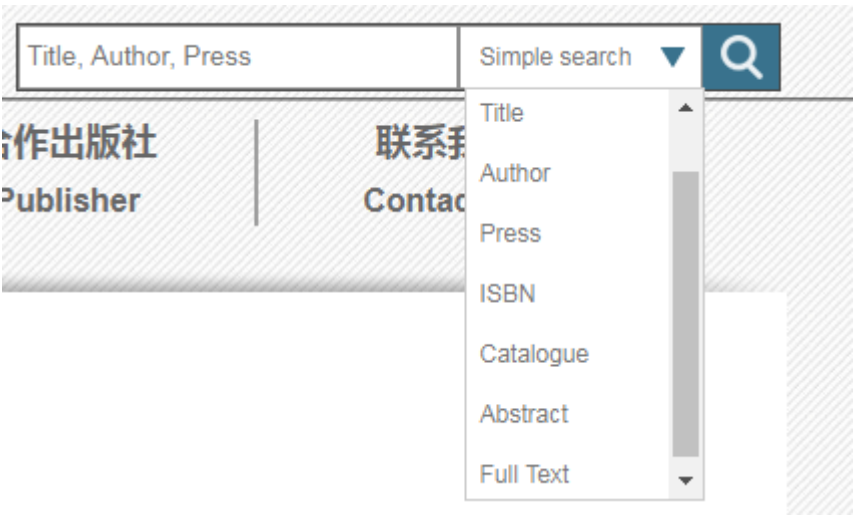 Title, Author, Press
Simple search
作出版社
联系
Publisher
Contac
Title
Author
Press
ISBN
Catalogue
Abstract
Full Text